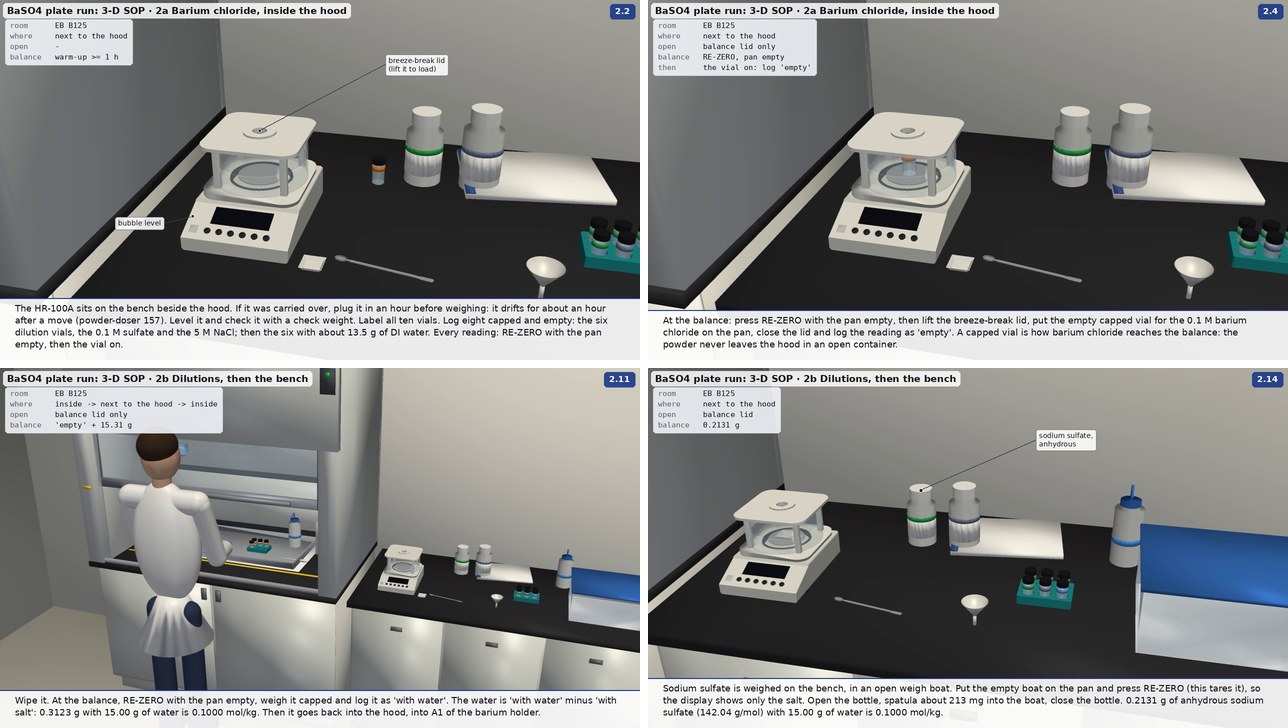 BaSO4 plate run: 3-D SOP · 2a Barium chloride, inside the hood
2.2
room EB B125
where next to the hood
open -
balance warm-up >= 1 h
breeze-break lid
(lift it to load)
bubble level
The HR-100A sits on the bench beside the hood. If it was carried over, plug it in an hour before weighing: it drifts for about an hour
after a move (powder-doser 157). Level it and check it with a check weight. Label all ten vials. Log eight capped and empty: the six
dilution vials, the 0.1 M sulfate and the 5 M NaCl; then the six with about 13.5 g of DI water. Every reading: RE-ZERO with the pan
empty, then the vial on.
BaSO4 plate run: 3-D SOP · 2a Barium chloride, inside the hood
2.4
room EB B125
where next to the hood
open balance lid only
balance RE-ZERO, pan empty
then the vial on: log 'empty'
At the balance: press RE-ZERO with the pan empty, then lift the breeze-break lid, put the empty capped vial for the 0.1 M barium
chloride on the pan, close the lid and log the reading as 'empty'. A capped vial is how barium chloride reaches the balance: the
powder never leaves the hood in an open container.
BaSO4 plate run: 3-D SOP · 2b Dilutions, then the bench
2.11
room EB B125
where inside -> next to the hood -> inside
open balance lid only
balance 'empty' + 15.31 g
Wipe it. At the balance, RE-ZERO with the pan empty, weigh it capped and log it as 'with water'. The water is 'with water' minus 'with
salt': 0.3123 g with 15.00 g of water is 0.1000 mol/kg. Then it goes back into the hood, into A1 of the barium holder.
BaSO4 plate run: 3-D SOP · 2b Dilutions, then the bench
2.14
room EB B125
where next to the hood
open balance lid
balance 0.2131 g
sodium sulfate,
anhydrous
Sodium sulfate is weighed on the bench, in an open weigh boat. Put the empty boat on the pan and press RE-ZERO (this tares it), so
the display shows only the salt. Open the bottle, spatula about 213 mg into the boat, close the bottle. 0.2131 g of anhydrous sodium
sulfate (142.04 g/mol) with 15.00 g of water is 0.1000 mol/kg.